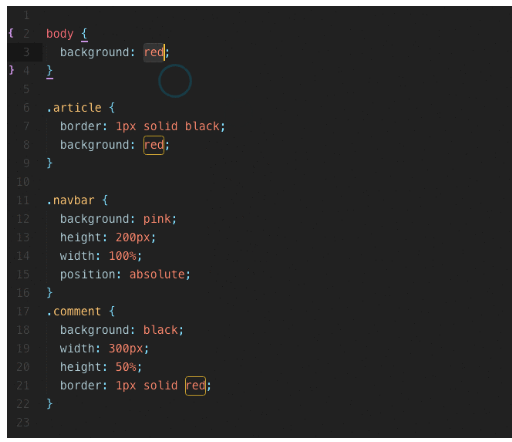 1
{ 2 body {
3 background: red;
} 4 }
5
6 .article {
7 border: 1px solid black;
8 background: red;
9 }
10
11 .navbar {
12 background: pink;
13 height: 200px;
14 width: 100%;
15 position: absolute;
16 }
17 .comment {
18 background: black;
19 width: 300px;
20 height: 50%;
21 border: 1px solid red;
22 }
23